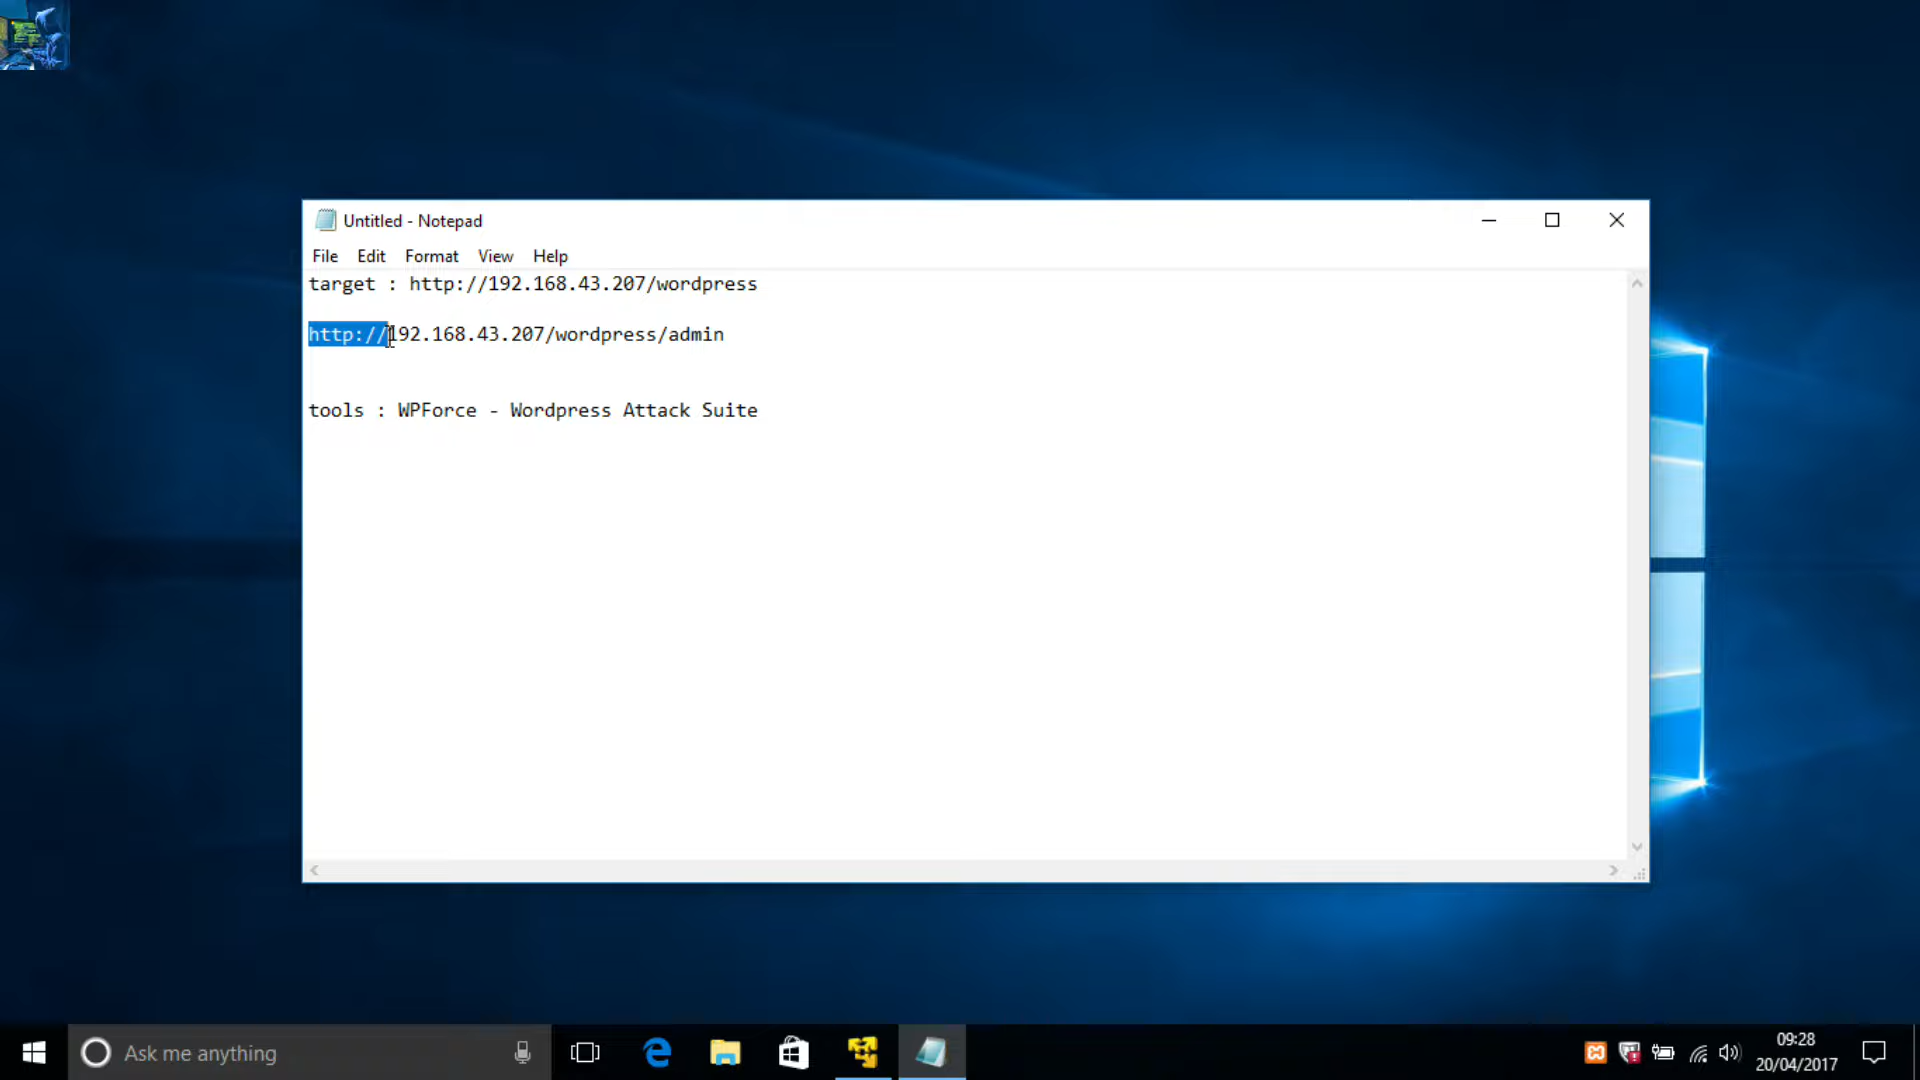 Untitled - Notepad
File Edit Format View Help
target : http://192.168.43.207/wordpress
http://192.168.43.207/wordpress/admin
tools : WPForce - Wordpress Attack Suite
Ask me anything
09:28
20/04/2017